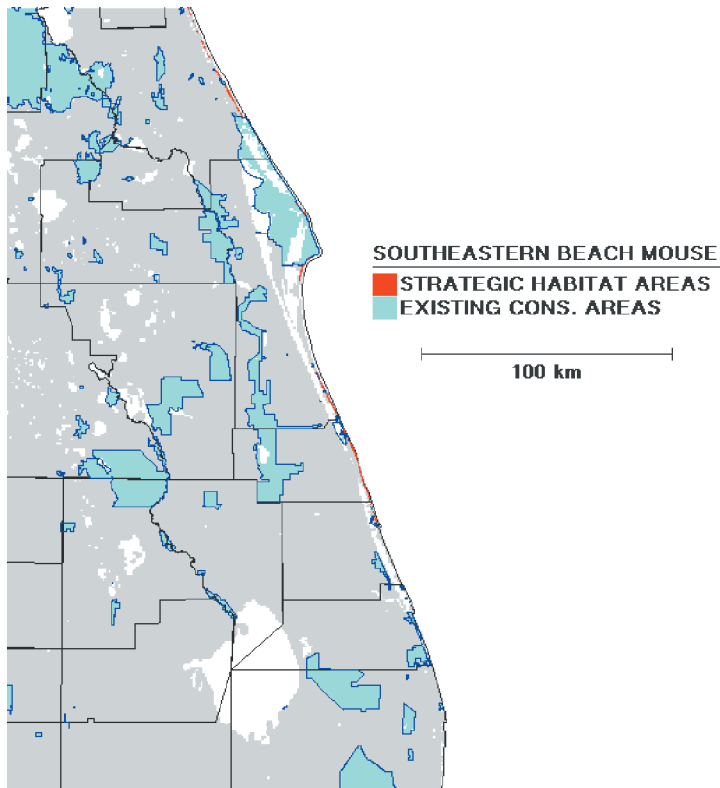 SOUTHEASTERN BEACH MOUSE
STRATEGIC HABITAT AREAS
EXISTING CONS. AREAS
100 km